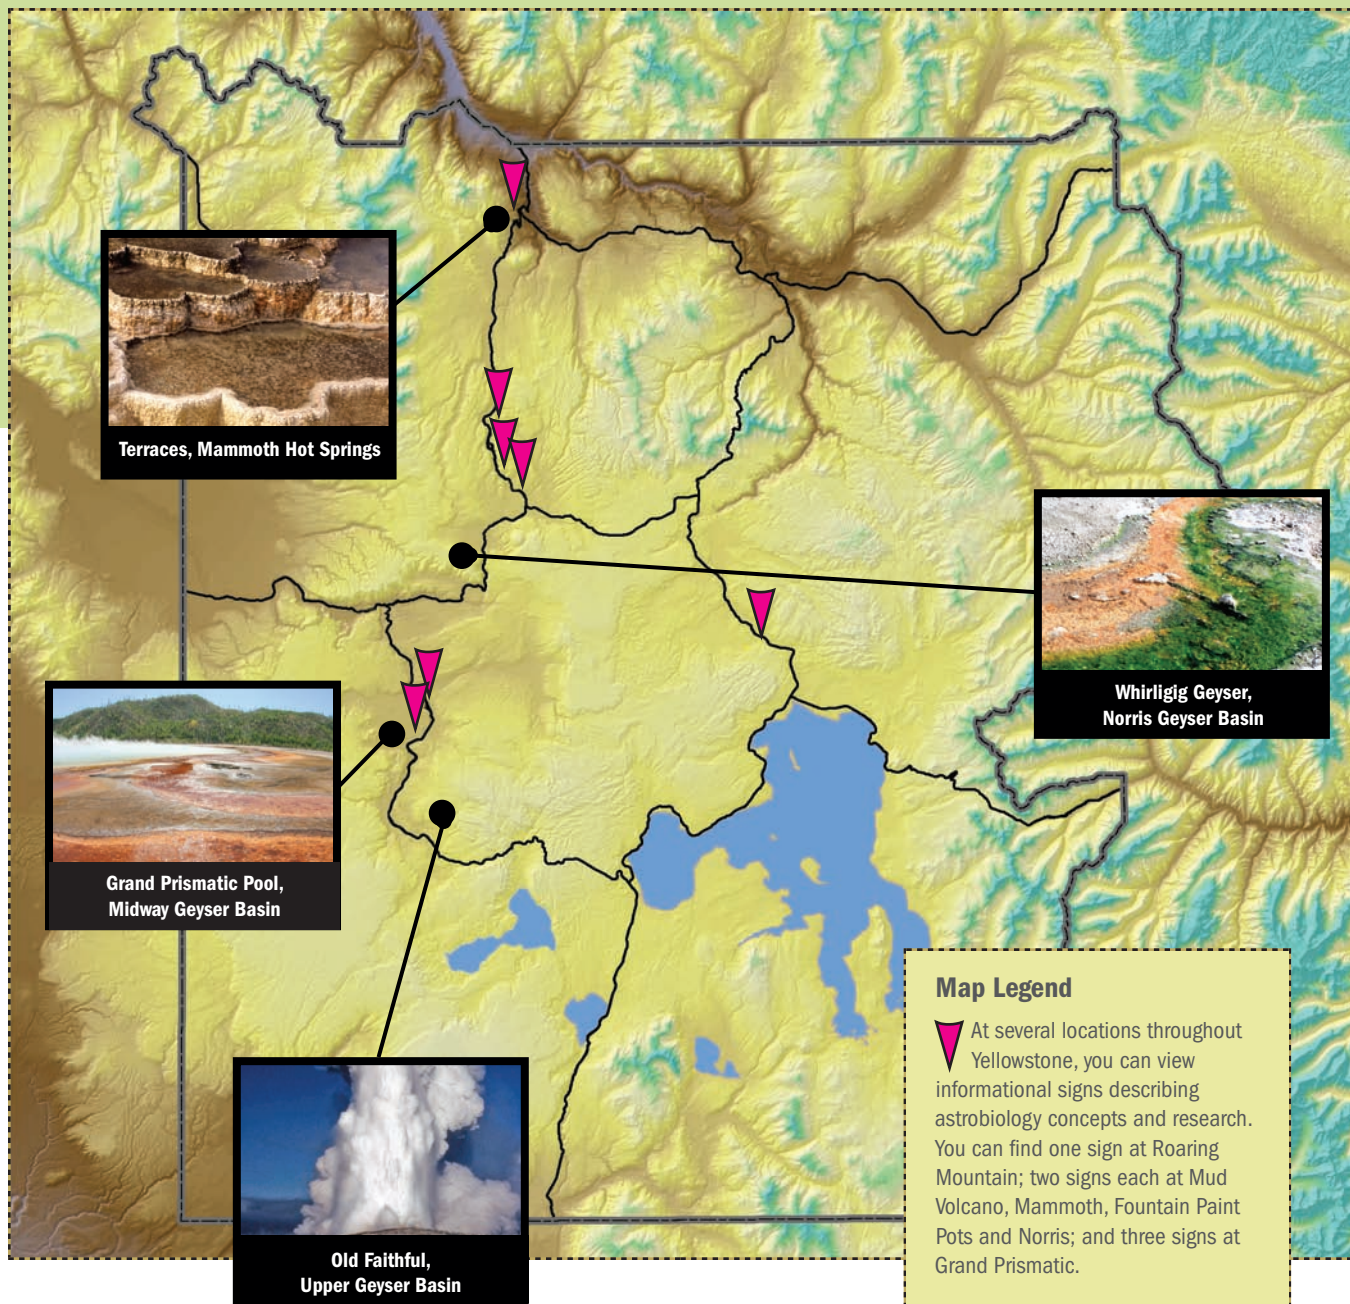 Terraces, Mammoth Hot Springs
Whirligig Geyser,
Norris Geyser Basin
Grand Prismatic Pool,
Midway Geyser Basin
Old Faithful,
Upper Geyser Basin
Map Legend
At several locations throughout
Yellowstone, you can view
informational signs describing
astrobiology concepts and research.
You can find one sign at Roaring
Mountain; two signs each at Mud
Volcano, Mammoth, Fountain Paint
Pots and Norris; and three signs at
Grand Prismatic.